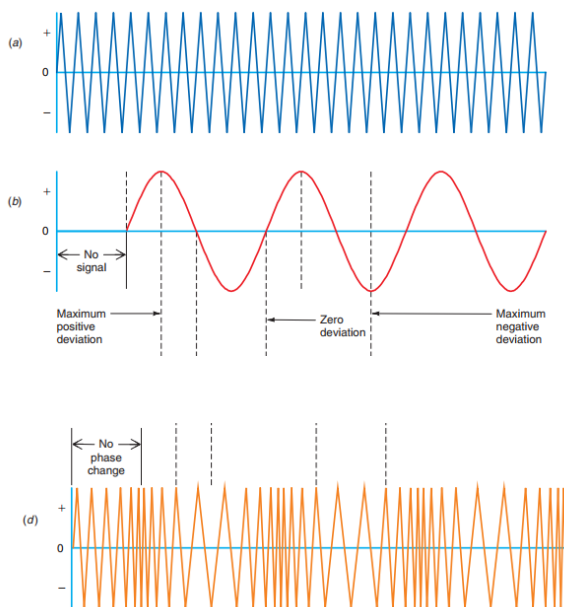 (a)
+
0
−
(b)
+
0
−
No
signal
Maximum
positive
deviation
Zero
deviation
Maximum
negative
deviation
No
phase
change
(d)
+
0
−